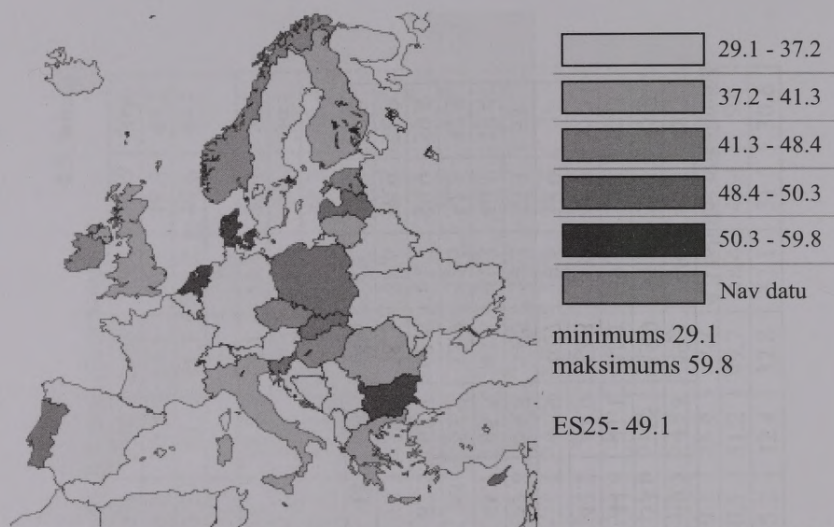 29.1 - 37.2
37.2 - 41.3
41.3 - 48.4
48.4 - 50.3
50.3 - 59.8
Nav datu
minimums 29.1
maksimums 59.8
ES25- 49.1